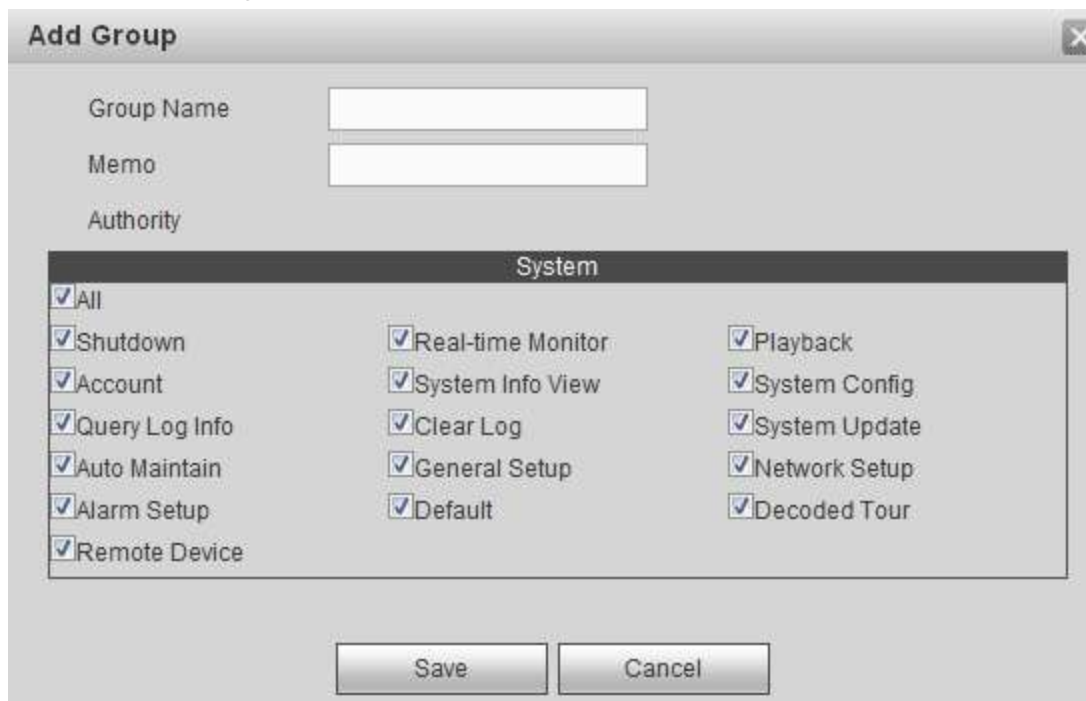 Add Group
Group Name
Memo
Authority
System
All
Shutdown Real-time Monitor Playback
Account System Info View System Config
Query Log Info Clear Log System Update
Auto Maintain General Setup Network Setup
Alarm Setup Default Decoded Tour
Remote Device
Save Cancel